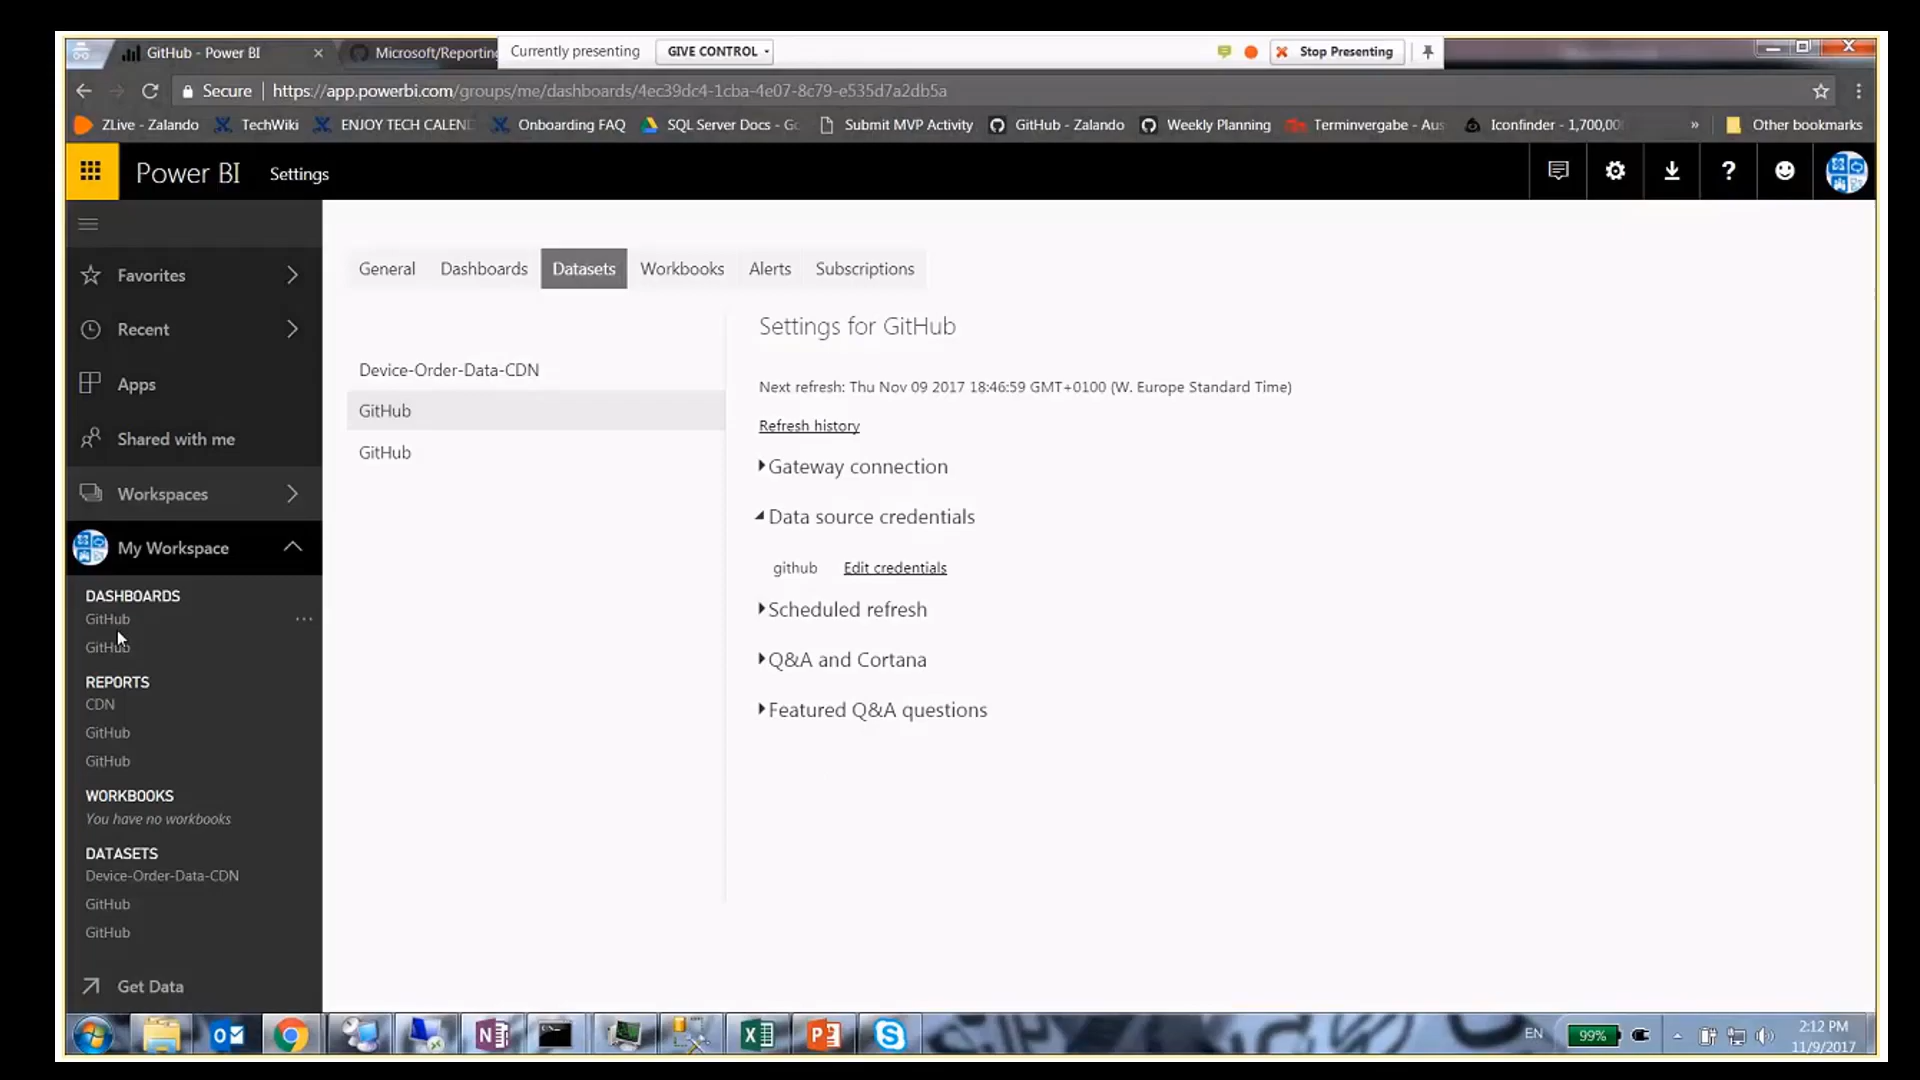 GitHub - Power BI
Microsoft/Reporting
Currently presenting
GIVE CONTROL
Stop Presenting
Secure
https://app.powerbi.com/groups/me/dashboards/4ec39dc4-1cba-4e07-8c79-e535d7a2db5a
ZLive - Zalando
TechWiki
ENJOY TECH CALEND
Onboarding FAQ
SQL Server Docs - Go
Submit MVP Activity
GitHub - Zalando
Weekly Planning
Terminvergabe - Aus
Iconfinder - 1,700,00
»
Other bookmarks
Power BI
Settings
?
Favorites
Recent
Apps
Shared with me
Workspaces
My Workspace
DASHBOARDS
GitHub
GitHub
REPORTS
CDN
GitHub
GitHub
WORKBOOKS
You have no workbooks
DATASETS
Device-Order-Data-CDN
GitHub
GitHub
Get Data
General
Dashboards
Datasets
Workbooks
Alerts
Subscriptions
Device-Order-Data-CDN
GitHub
GitHub
Settings for GitHub
Next refresh: Thu Nov 09 2017 18:46:59 GMT+0100 (W. Europe Standard Time)
Refresh history
Gateway connection
Data source credentials
github Edit credentials
Scheduled refresh
Q&A and Cortana
Featured Q&A questions
EN
99%
2:12 PM
11/9/2017